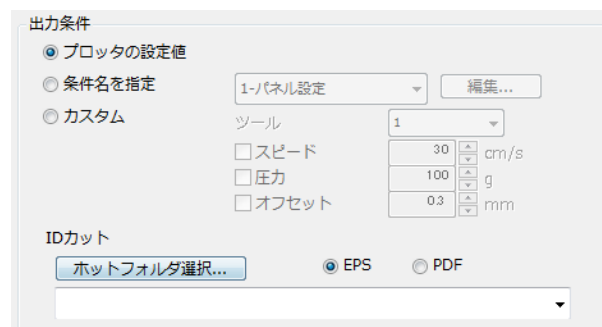 出力条件
プロッタの設定値
条件名を指定 1-パネル設定 編集...
カスタム ツール 1
スピード 30 cm/s
圧力 100 g
オフセット 0.3 mm
IDカット
ホットフォルダ選択... EPS PDF